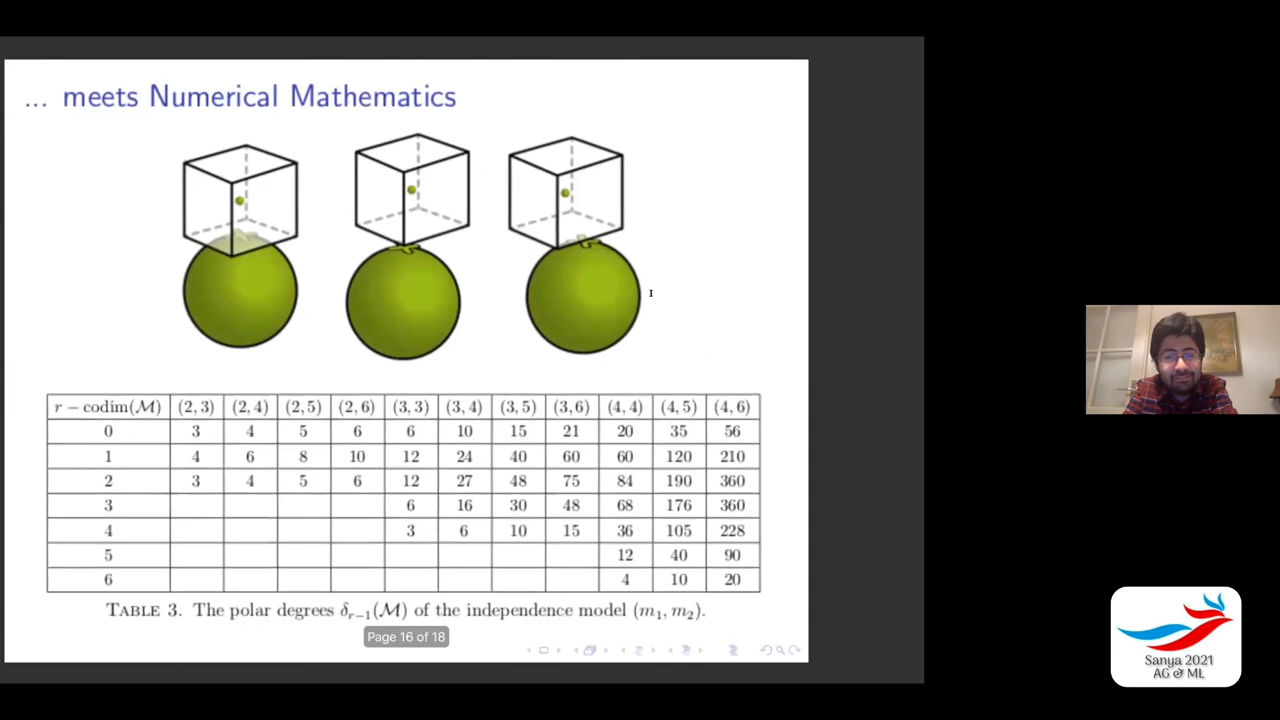 ... meets Numerical Mathematics
r − codim(ℳ) (2, 3) (2, 4) (2, 5) (2, 6) (3, 3) (3, 4) (3, 5) (3, 6) (4, 4) (4, 5) (4, 6)
0 3 4 5 6 6 10 15 21 20 35 56
1 4 6 8 10 12 24 40 60 60 120 210
2 3 4 5 6 12 27 48 75 84 190 360
3 6 16 30 48 68 176 360
4 3 6 10 15 36 105 228
5 12 40 90
6 4 10 20
TABLE 3. The polar degrees δᵣ₋₁(ℳ) of the independence model (m₁, m₂).
Page 16 of 18
Sanya 2021
AG & ML